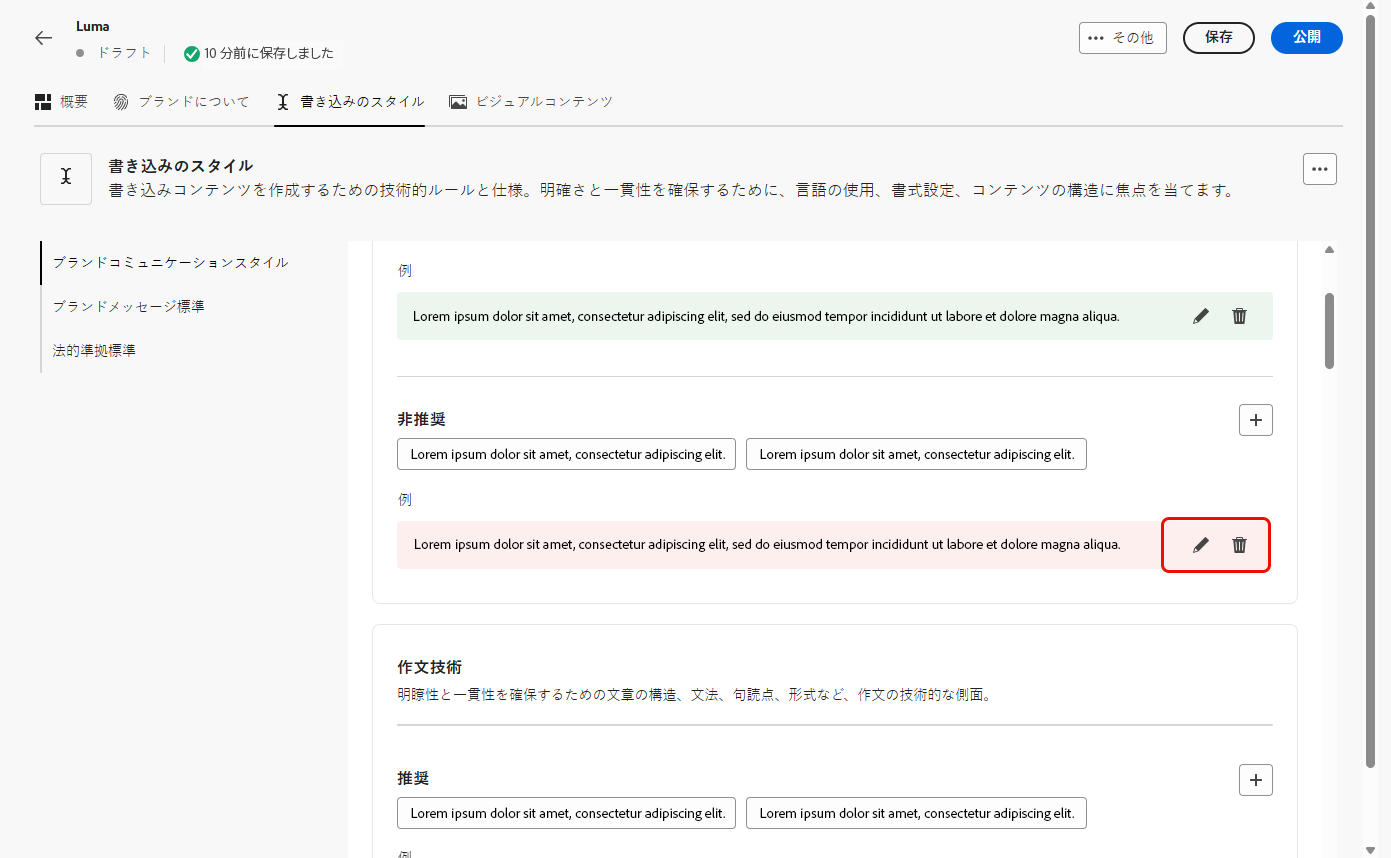 Luma
ドラフト
10 分前に保存しました
その他
保存
公開
概要
ブランドについて
書き込みのスタイル
ビジュアルコンテンツ
書き込みのスタイル
書き込みコンテンツを作成するための技術的ルールと仕様。明確さと一貫性を確保するために、言語の使用、書式設定、コンテンツの構造に焦点を当てます。
ブランドコミュニケーションスタイル
ブランドメッセージ標準
法的準拠標準
例
Lorem ipsum dolor sit amet, consectetur adipiscing elit, sed do eiusmod tempor incididunt ut labore et dolore magna aliqua.
非推奨
Lorem ipsum dolor sit amet, consectetur adipiscing elit.
Lorem ipsum dolor sit amet, consectetur adipiscing elit.
例
Lorem ipsum dolor sit amet, consectetur adipiscing elit, sed do eiusmod tempor incididunt ut labore et dolore magna aliqua.
作文技術
明瞭性と一貫性を確保するための文章の構造、文法、句読点、形式など、作文の技術的な側面。
推奨
Lorem ipsum dolor sit amet, consectetur adipiscing elit.
Lorem ipsum dolor sit amet, consectetur adipiscing elit.
例